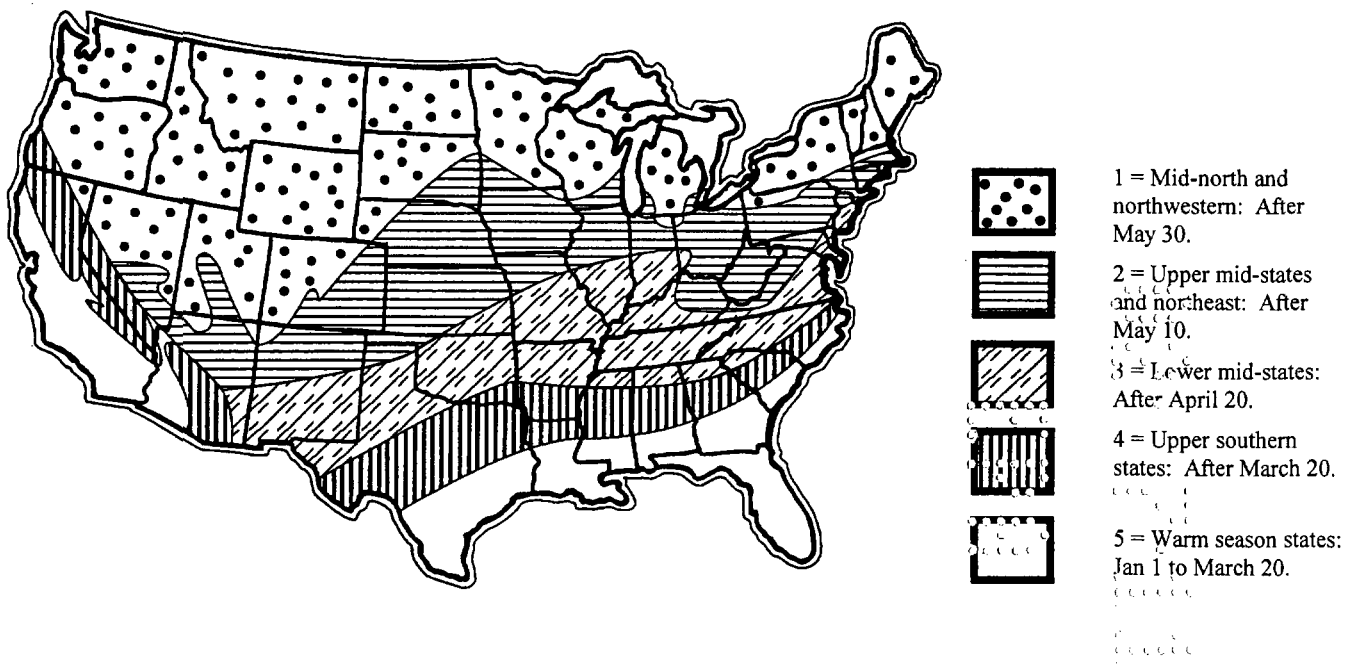 1 = Mid-north and
northwestern: After
May 30.
2 = Upper mid-states
and northeast: After
May 10.
3 = Lower mid-states:
After April 20.
4 = Upper southern
states: After March 20.
5 = Warm season states:
Jan 1 to March 20.